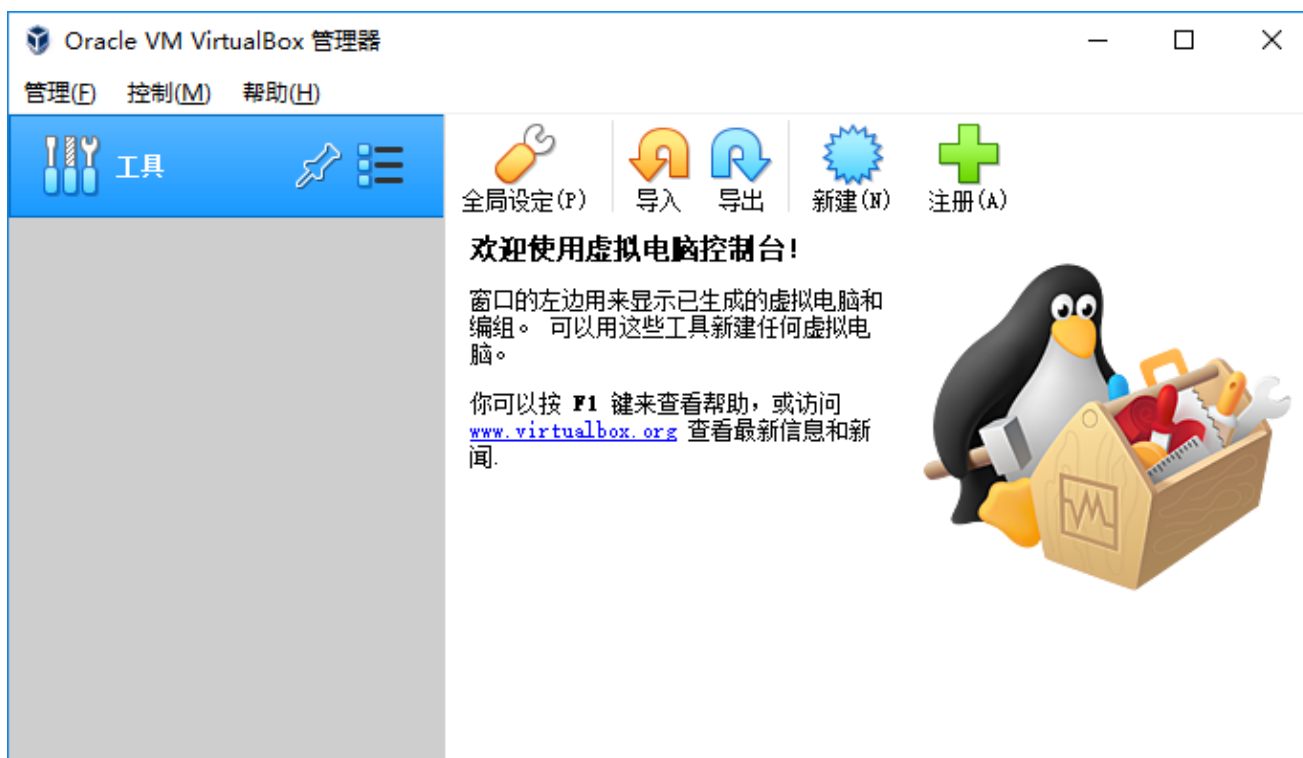 Oracle VM VirtualBox 管理器
管理(F) 控制(M) 帮助(H)
工具
全局设定(P) 导入 导出 新建(N) 注册(A)
欢迎使用虚拟电脑控制台!
窗口的左边用来显示已生成的虚拟电脑和
编组。 可以用这些工具新建任何虚拟电
脑。
你可以按 F1 键来查看帮助，或访问
www.virtualbox.org 查看最新信息和新
闻.